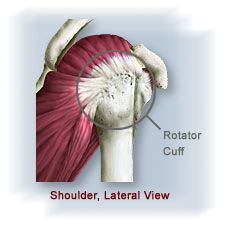 Rotator
Cuff
Shoulder, Lateral View